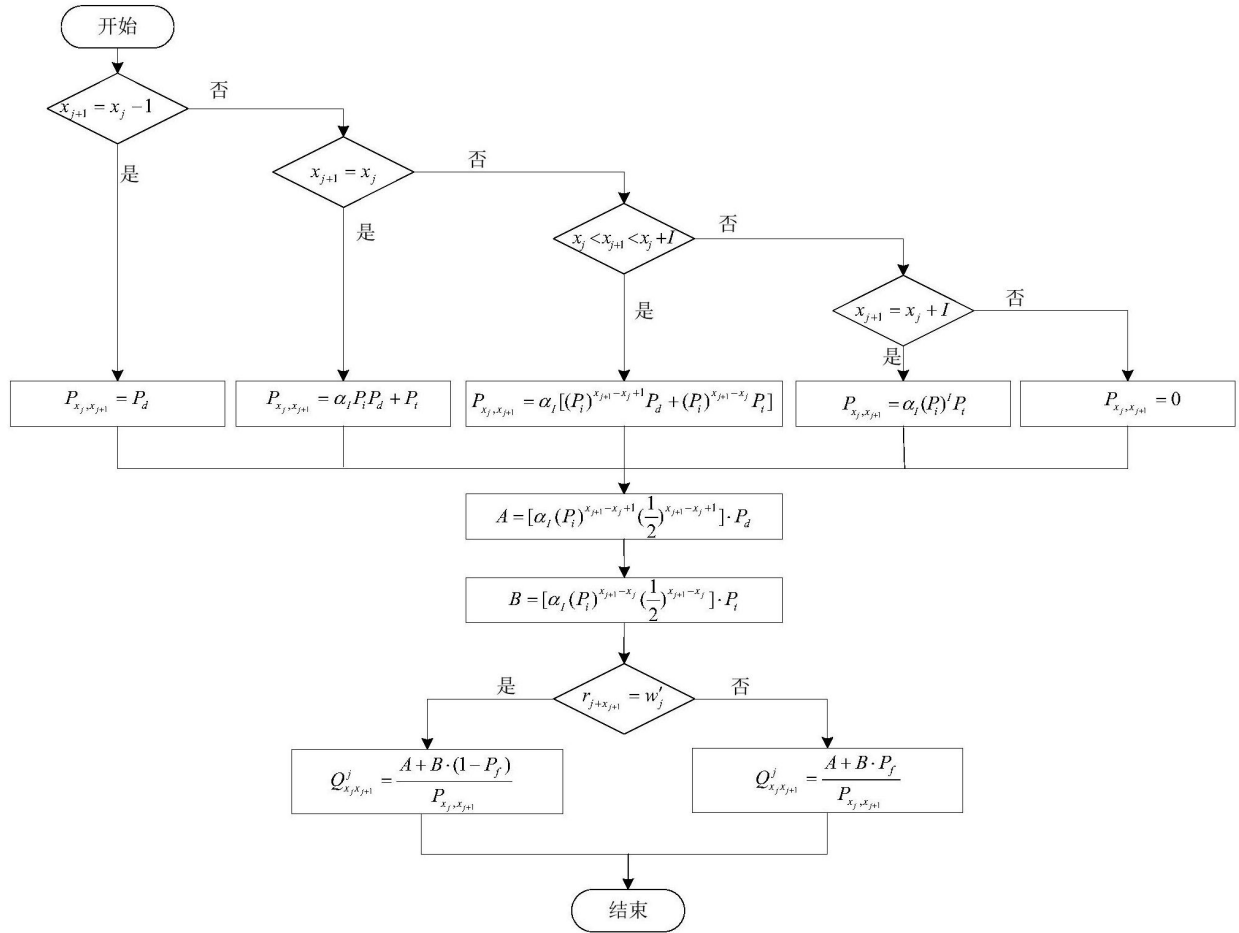 开始
x_{j+1} = x_j − 1
否
是
x_{j+1} = x_j
否
是
x_j < x_{j+1} < x_j + I
否
是
x_{j+1} = x_j + I
否
是
P_{x_j, x_{j+1}} = P_d
P_{x_j, x_{j+1}} = α_I P_i P_d + P_t
P_{x_j, x_{j+1}} = α_I [(P_i)^{x_{j+1} − x_j + 1} P_d + (P_i)^{x_{j+1} − x_j} P_t]
P_{x_j, x_{j+1}} = α_I (P_i)^I P_t
P_{x_j, x_{j+1}} = 0
A = [α_I (P_i)^{x_{j+1} − x_j + 1} (\frac{1}{2})^{x_{j+1} − x_j + 1}] · P_d
B = [α_I (P_i)^{x_{j+1} − x_j} (\frac{1}{2})^{x_{j+1} − x_j}] · P_t
是
r_{j + x_{j+1}} = w'_j
否
Q^j_{x_j x_{j+1}} = \frac{A + B · (1 − P_f)}{P_{x_j, x_{j+1}}}
Q^j_{x_j x_{j+1}} = \frac{A + B · P_f}{P_{x_j, x_{j+1}}}
结束